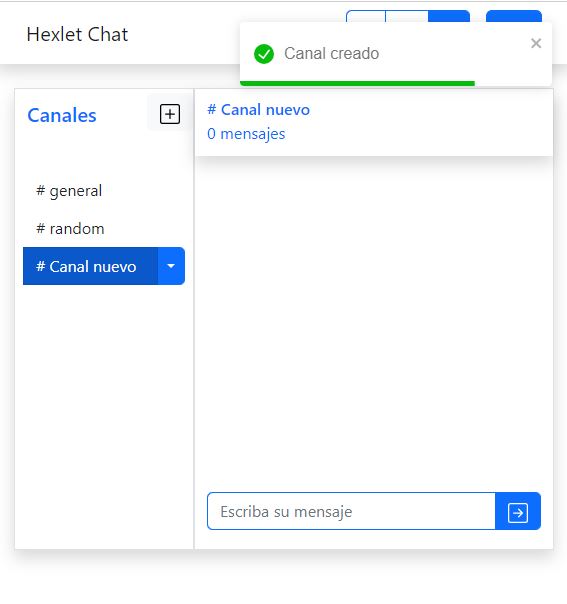 Hexlet Chat
Canal creado
Canales
# general
# random
# Canal nuevo
# Canal nuevo
0 mensajes
Escriba su mensaje